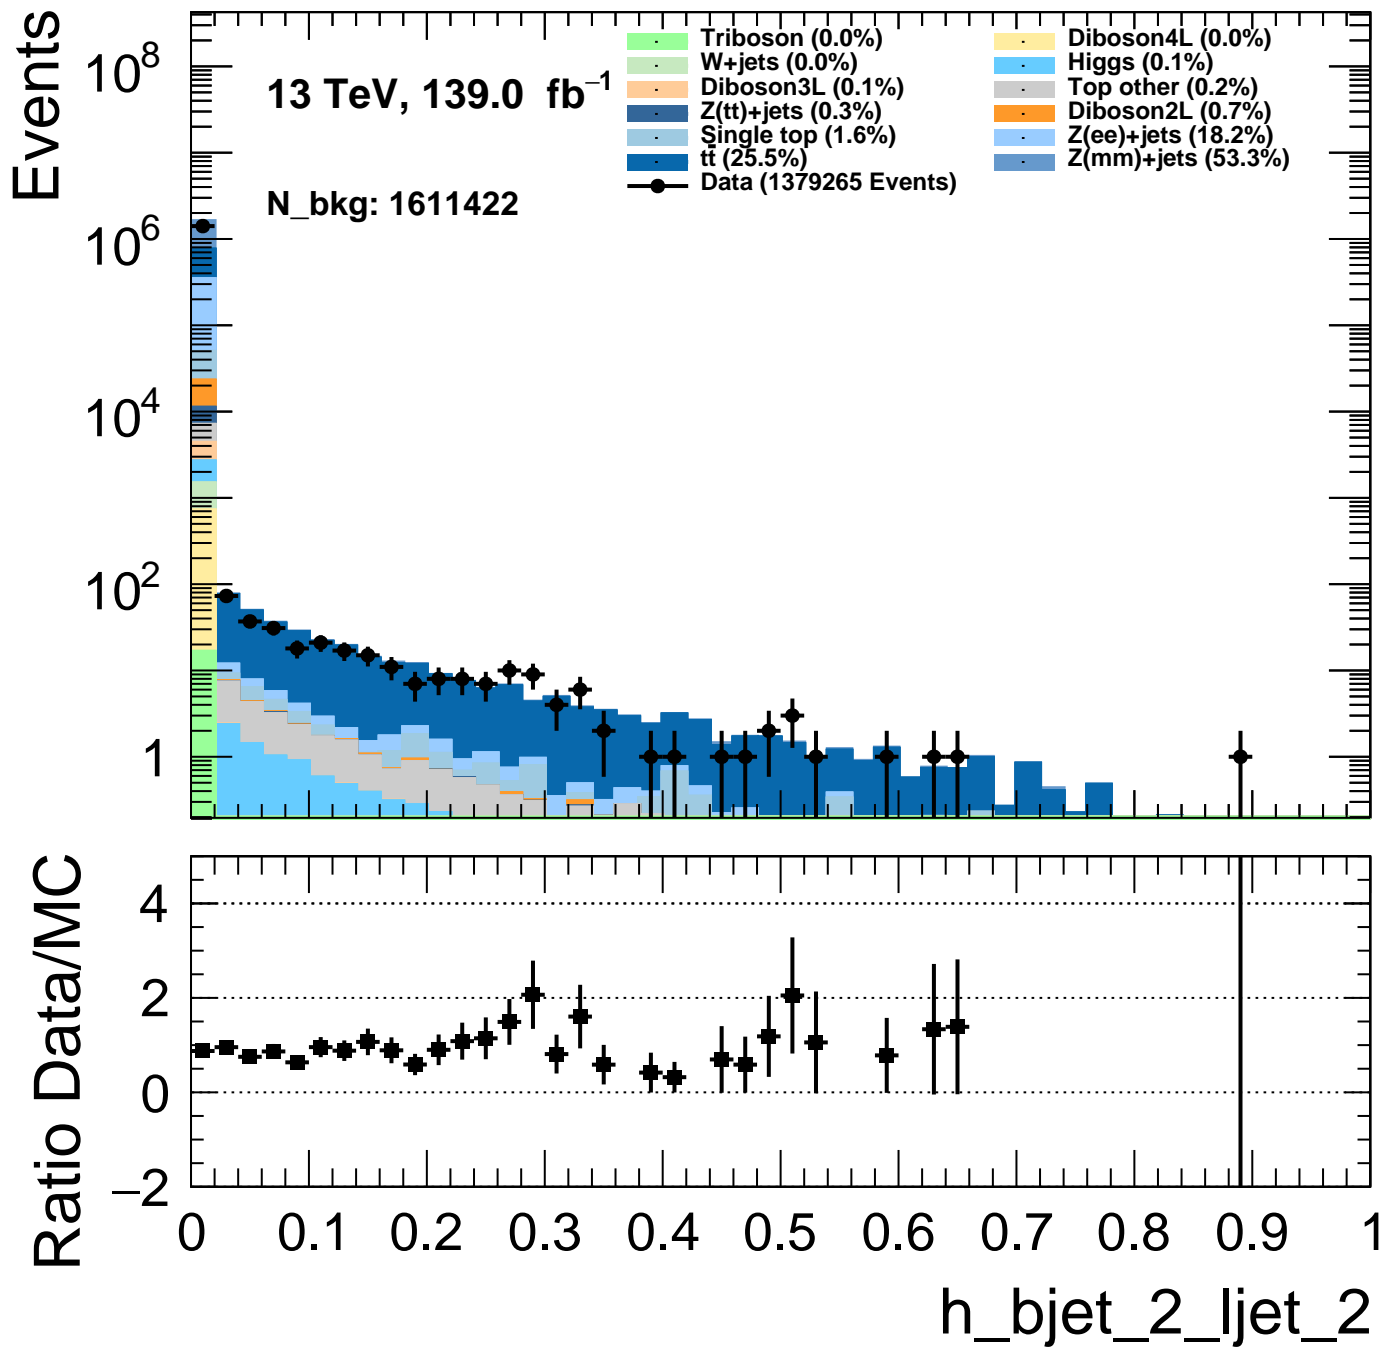 Events
10^8
10^6
10^4
10^2
1
13 TeV, 139.0 fb^−1
N_bkg: 1611422
Triboson (0.0%)
Diboson4L (0.0%)
W+jets (0.0%)
Higgs (0.1%)
Diboson3L (0.1%)
Top other (0.2%)
Z(tt)+jets (0.3%)
Diboson2L (0.7%)
Single top (1.6%)
Z(ee)+jets (18.2%)
tt̄ (25.5%)
Z(mm)+jets (53.3%)
Data (1379265 Events)
Ratio Data/MC
4
2
0
−2
0 0.1 0.2 0.3 0.4 0.5 0.6 0.7 0.8 0.9 1
h_bjet_2_ljet_2